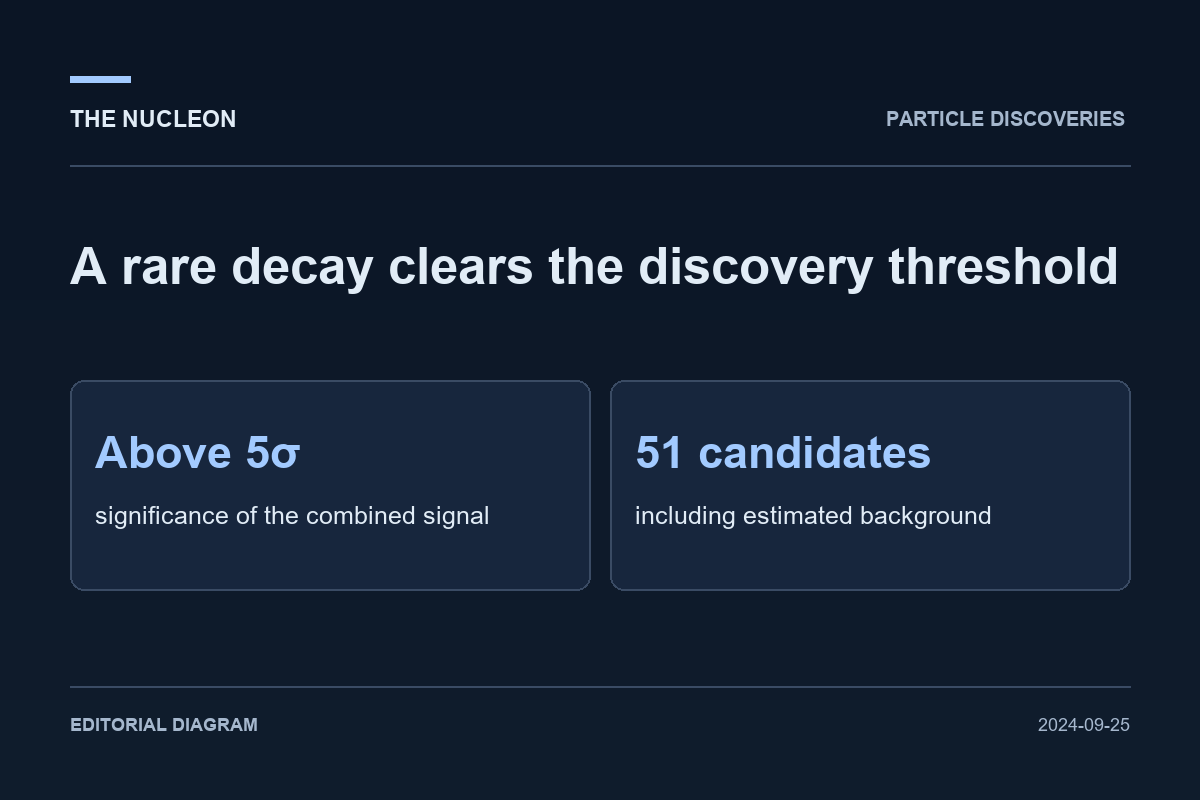 THE NUCLEON
PARTICLE DISCOVERIES
A rare decay clears the discovery threshold
Above 5σ
significance of the combined signal
51 candidates
including estimated background
EDITORIAL DIAGRAM
2024-09-25